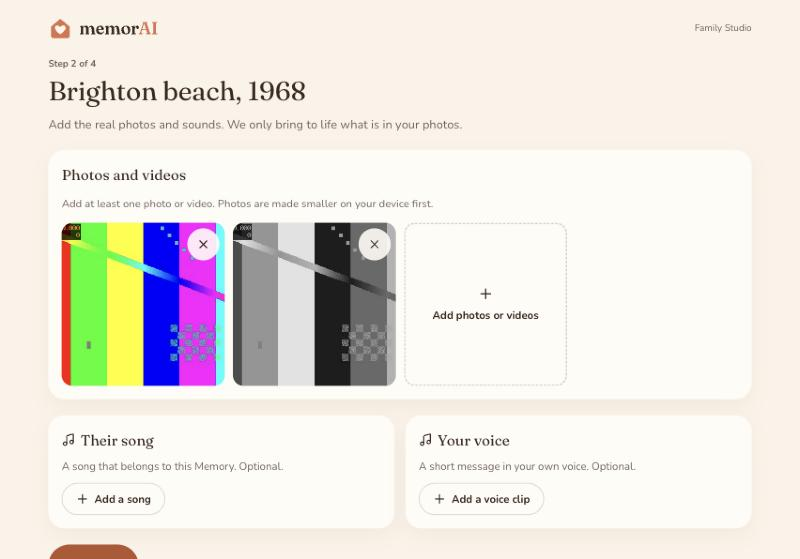 memorAI
Family Studio
Step 2 of 4
Brighton beach, 1968
Add the real photos and sounds. We only bring to life what is in your photos.
Photos and videos
Add at least one photo or video. Photos are made smaller on your device first.
Add photos or videos
Their song
Your voice
A song that belongs to this Memory. Optional.
A short message in your own voice. Optional.
Add a song
Add a voice clip